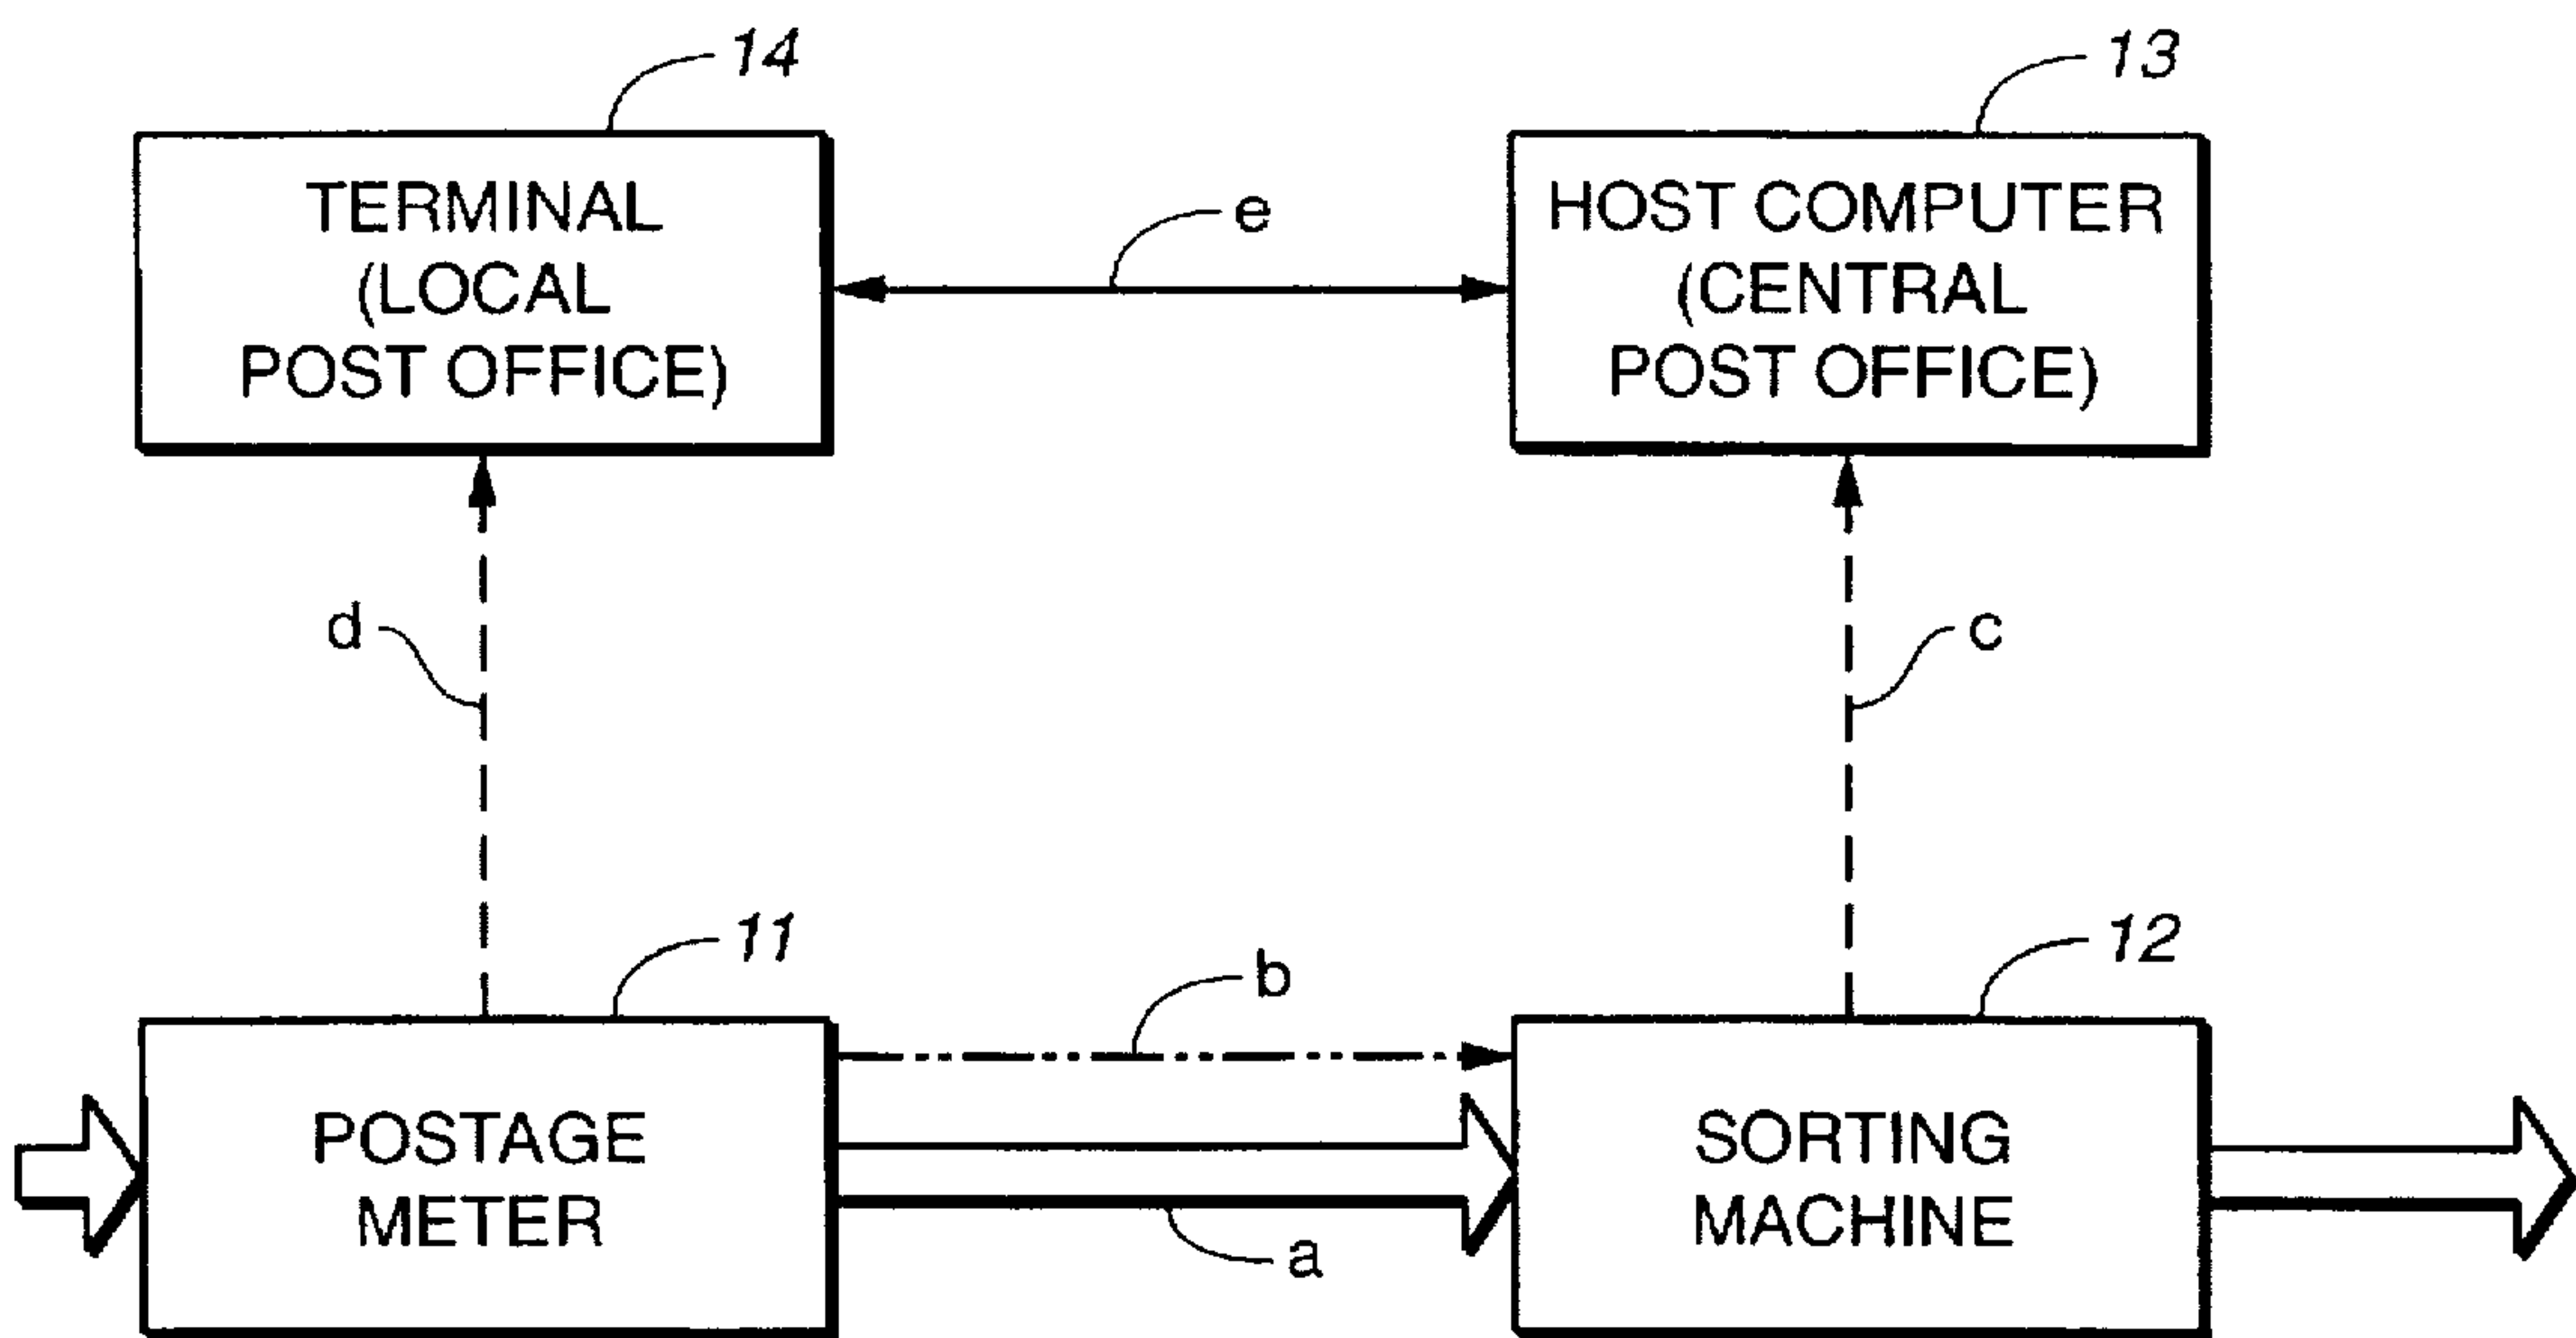 14
13
TERMINAL
(LOCAL
POST OFFICE)
e
HOST COMPUTER
(CENTRAL
POST OFFICE)
d
c
11
b
12
POSTAGE
METER
a
SORTING
MACHINE